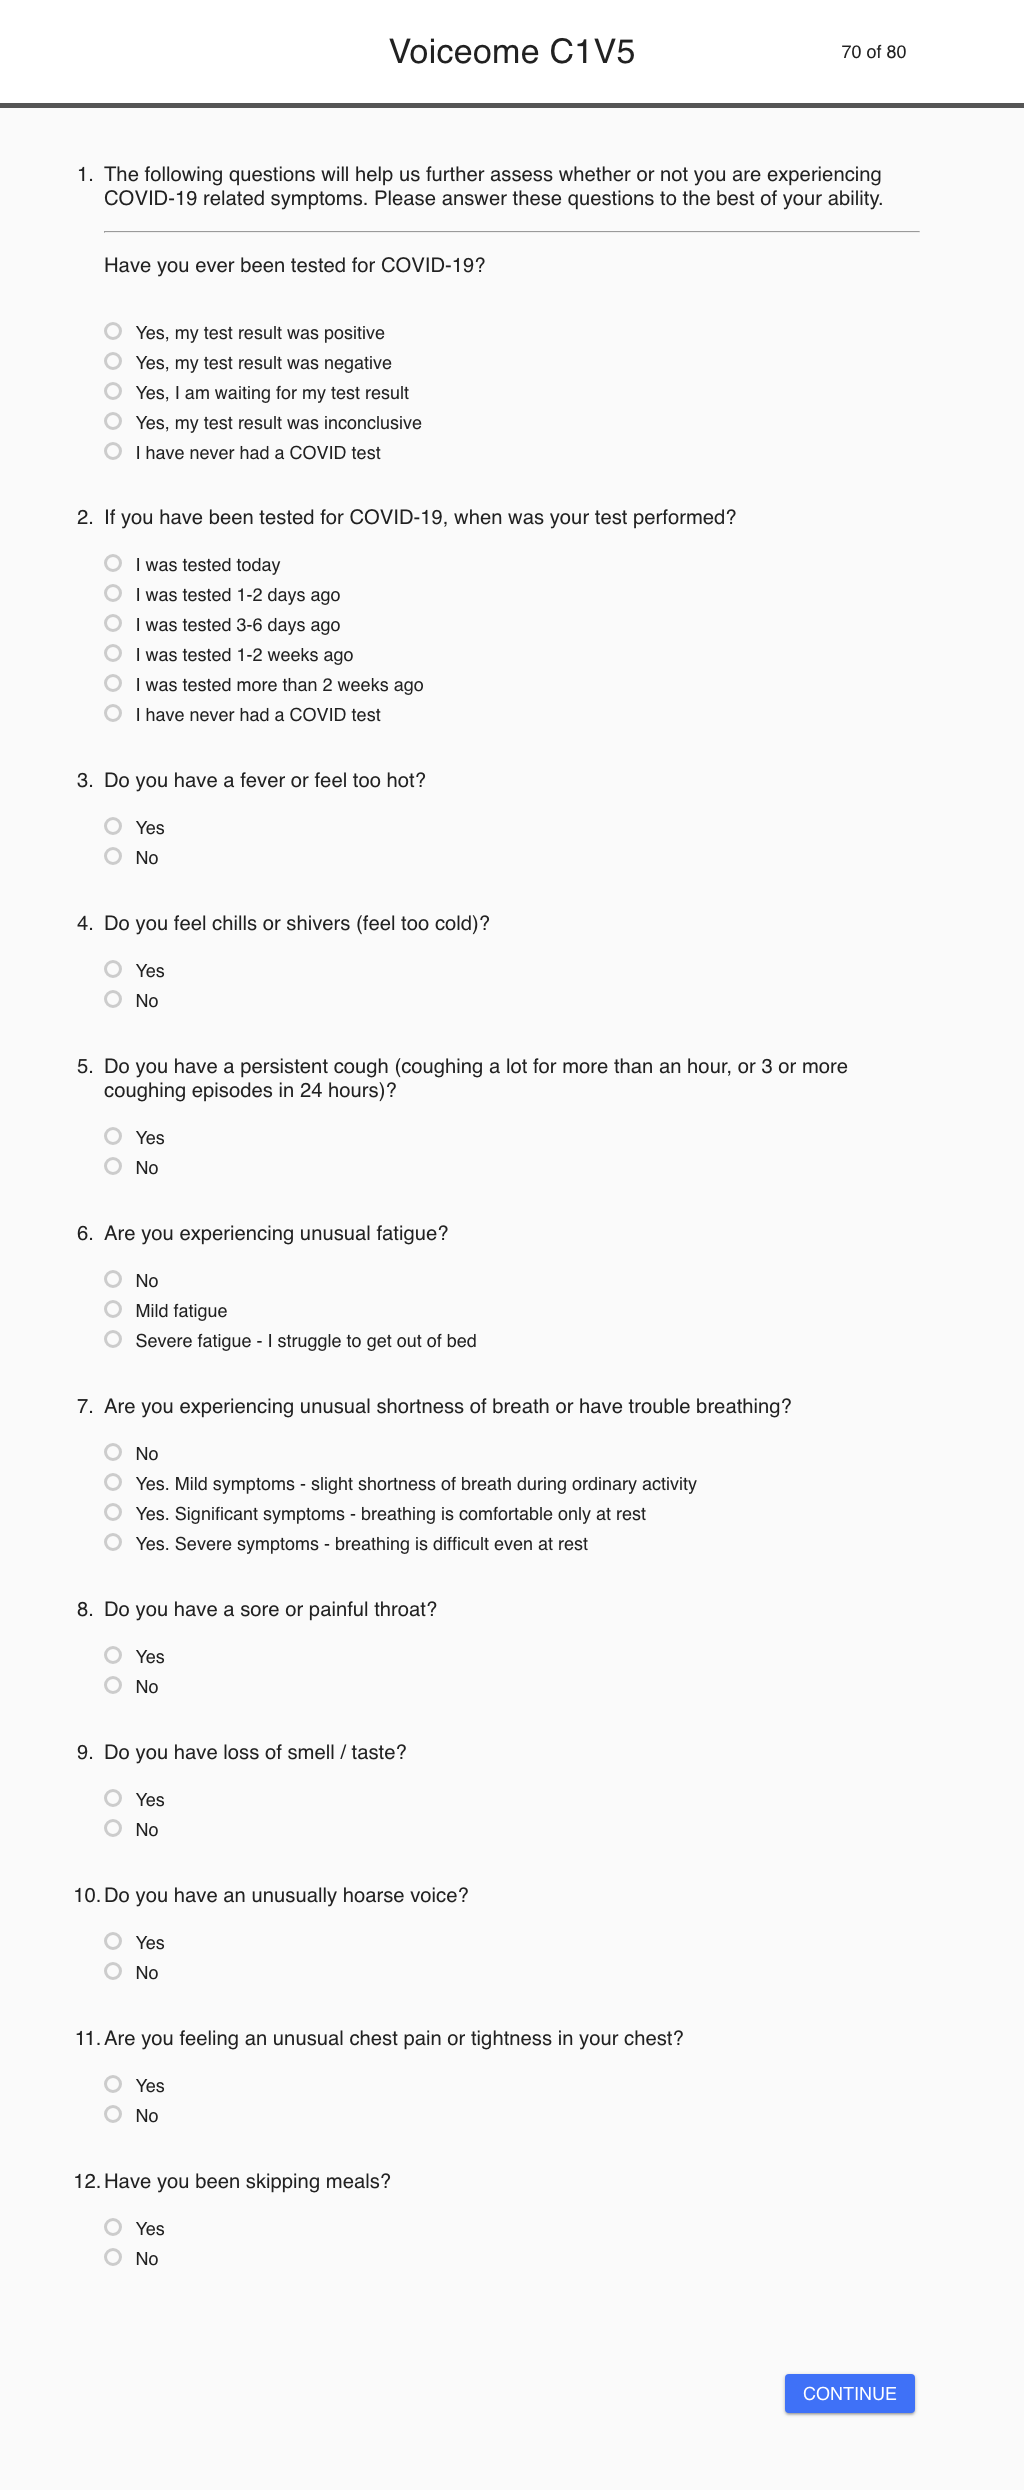 Voiceome C1V5
70 of 80
1. The following questions will help us further assess whether or not you are experiencing
COVID-19 related symptoms. Please answer these questions to the best of your ability.
Have you ever been tested for COVID-19?
Yes, my test result was positive
Yes, my test result was negative
Yes, I am waiting for my test result
Yes, my test result was inconclusive
I have never had a COVID test
2. If you have been tested for COVID-19, when was your test performed?
I was tested today
I was tested 1-2 days ago
I was tested 3-6 days ago
I was tested 1-2 weeks ago
I was tested more than 2 weeks ago
I have never had a COVID test
3. Do you have a fever or feel too hot?
Yes
No
4. Do you feel chills or shivers (feel too cold)?
Yes
No
5. Do you have a persistent cough (coughing a lot for more than an hour, or 3 or more
coughing episodes in 24 hours)?
Yes
No
6. Are you experiencing unusual fatigue?
No
Mild fatigue
Severe fatigue - I struggle to get out of bed
7. Are you experiencing unusual shortness of breath or have trouble breathing?
No
Yes. Mild symptoms - slight shortness of breath during ordinary activity
Yes. Significant symptoms - breathing is comfortable only at rest
Yes. Severe symptoms - breathing is difficult even at rest
8. Do you have a sore or painful throat?
Yes
No
9. Do you have loss of smell / taste?
Yes
No
10. Do you have an unusually hoarse voice?
Yes
No
11. Are you feeling an unusual chest pain or tightness in your chest?
Yes
No
12. Have you been skipping meals?
Yes
No
CONTINUE